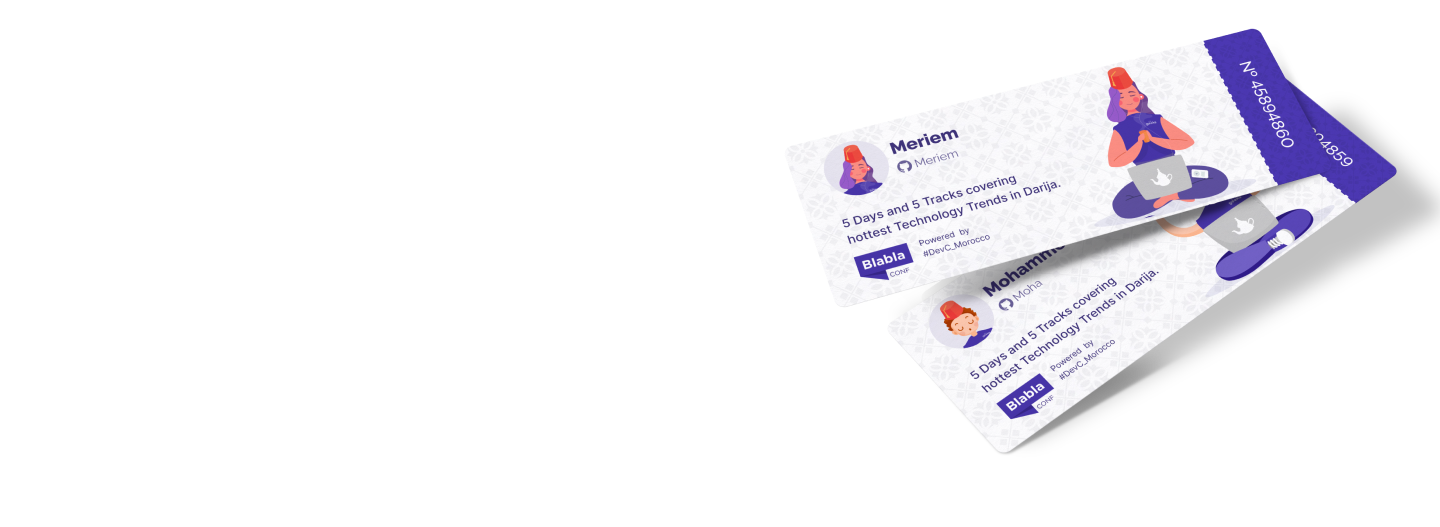 Meriem
Meriem
5 Days and 5 Tracks covering
hottest Technology Trends in Darija.
Blabla
CONF
Powered by
#DevC_Morocco
Nº 45894860
Moha
5 Days and 5 Tracks covering
hottest Technology Trends in Darija.
Blabla
CONF
Powered by
#DevC_Morocco